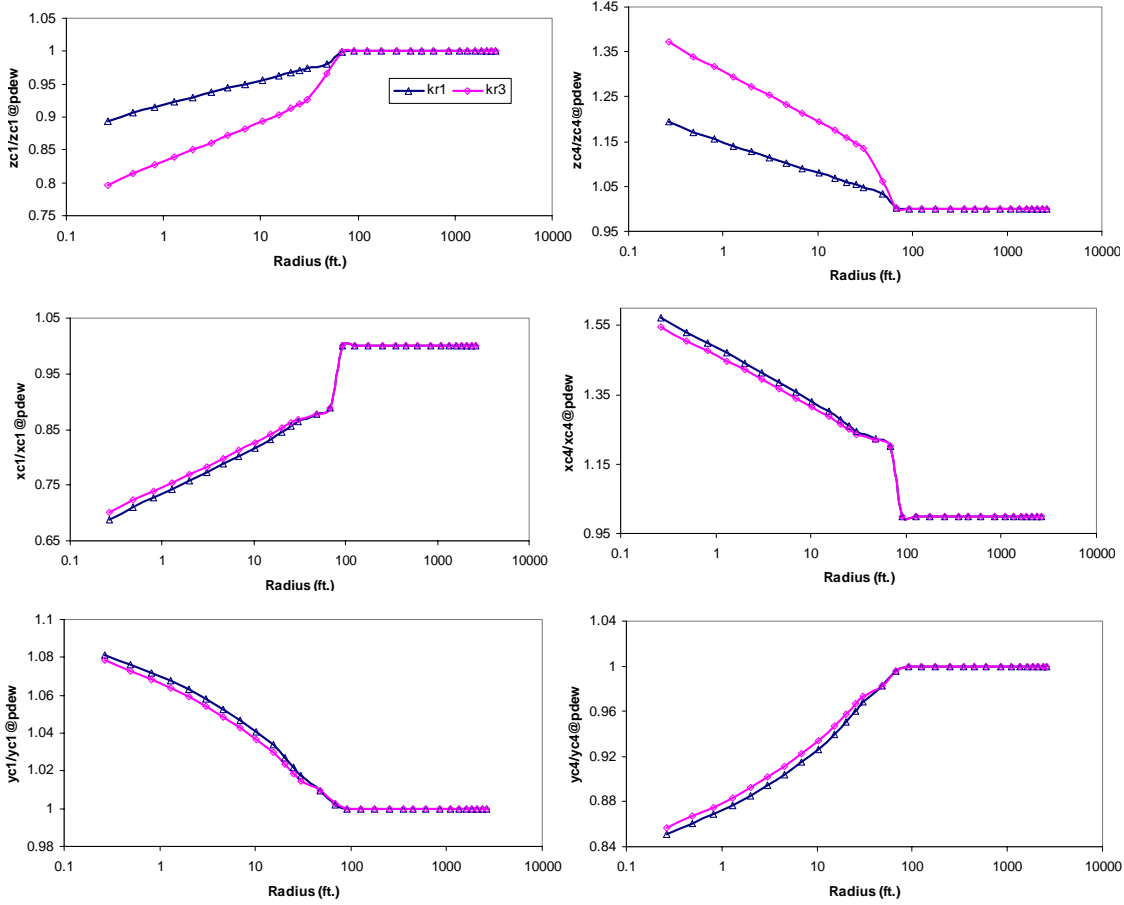 1.05
1
0.95
0.9
0.85
0.8
0.75
zc1/zc1@pdew
kr1 kr3
0.1 1 10 100 1000 10000
Radius (ft.)
1.45
1.35
1.25
1.15
1.05
0.95
zc4/zc4@pdew
0.1 1 10 100 1000 10000
Radius (ft.)
1.05
0.95
0.85
0.75
0.65
xc1/xc1@pdew
0.1 1 10 100 1000 10000
Radius (ft.)
1.55
1.35
1.15
0.95
xc4/xc4@pdew
0.1 1 10 100 1000 10000
Radius (ft.)
1.1
1.08
1.06
1.04
1.02
1
0.98
yc1/yc1@pdew
0.1 1 10 100 1000 10000
Radius (ft.)
1.04
1
0.96
0.92
0.88
0.84
yc4/yc4@pdew
0.1 1 10 100 1000 10000
Radius (ft.)